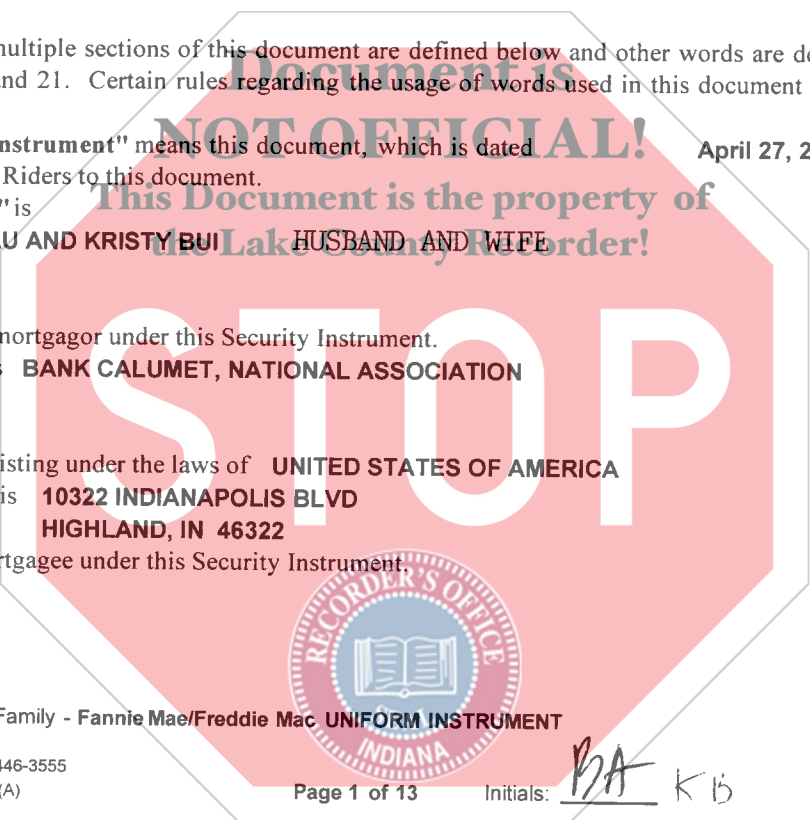 multiple sections of this document are defined below and other words are de
nd 21. Certain rules regarding the usage of words used in this document
Document is
nstrument" means this document, which is dated April 27, 2
NOT OFFICIAL!
Riders to this document.
This Document is the property of
" is
U AND KRISTY BUI HUSBAND AND WIFE
the Lake County Recorder!
mortgagor under this Security Instrument.
BANK CALUMET, NATIONAL ASSOCIATION
STOP
isting under the laws of UNITED STATES OF AMERICA
is 10322 INDIANAPOLIS BLVD
HIGHLAND, IN 46322
rtgagee under this Security Instrument.
RECORDER'S OFFICE
Family - Fannie Mae/Freddie Mac UNIFORM INSTRUMENT
INDIANA
446-3555
(A) Page 1 of 13 Initials: BA KB